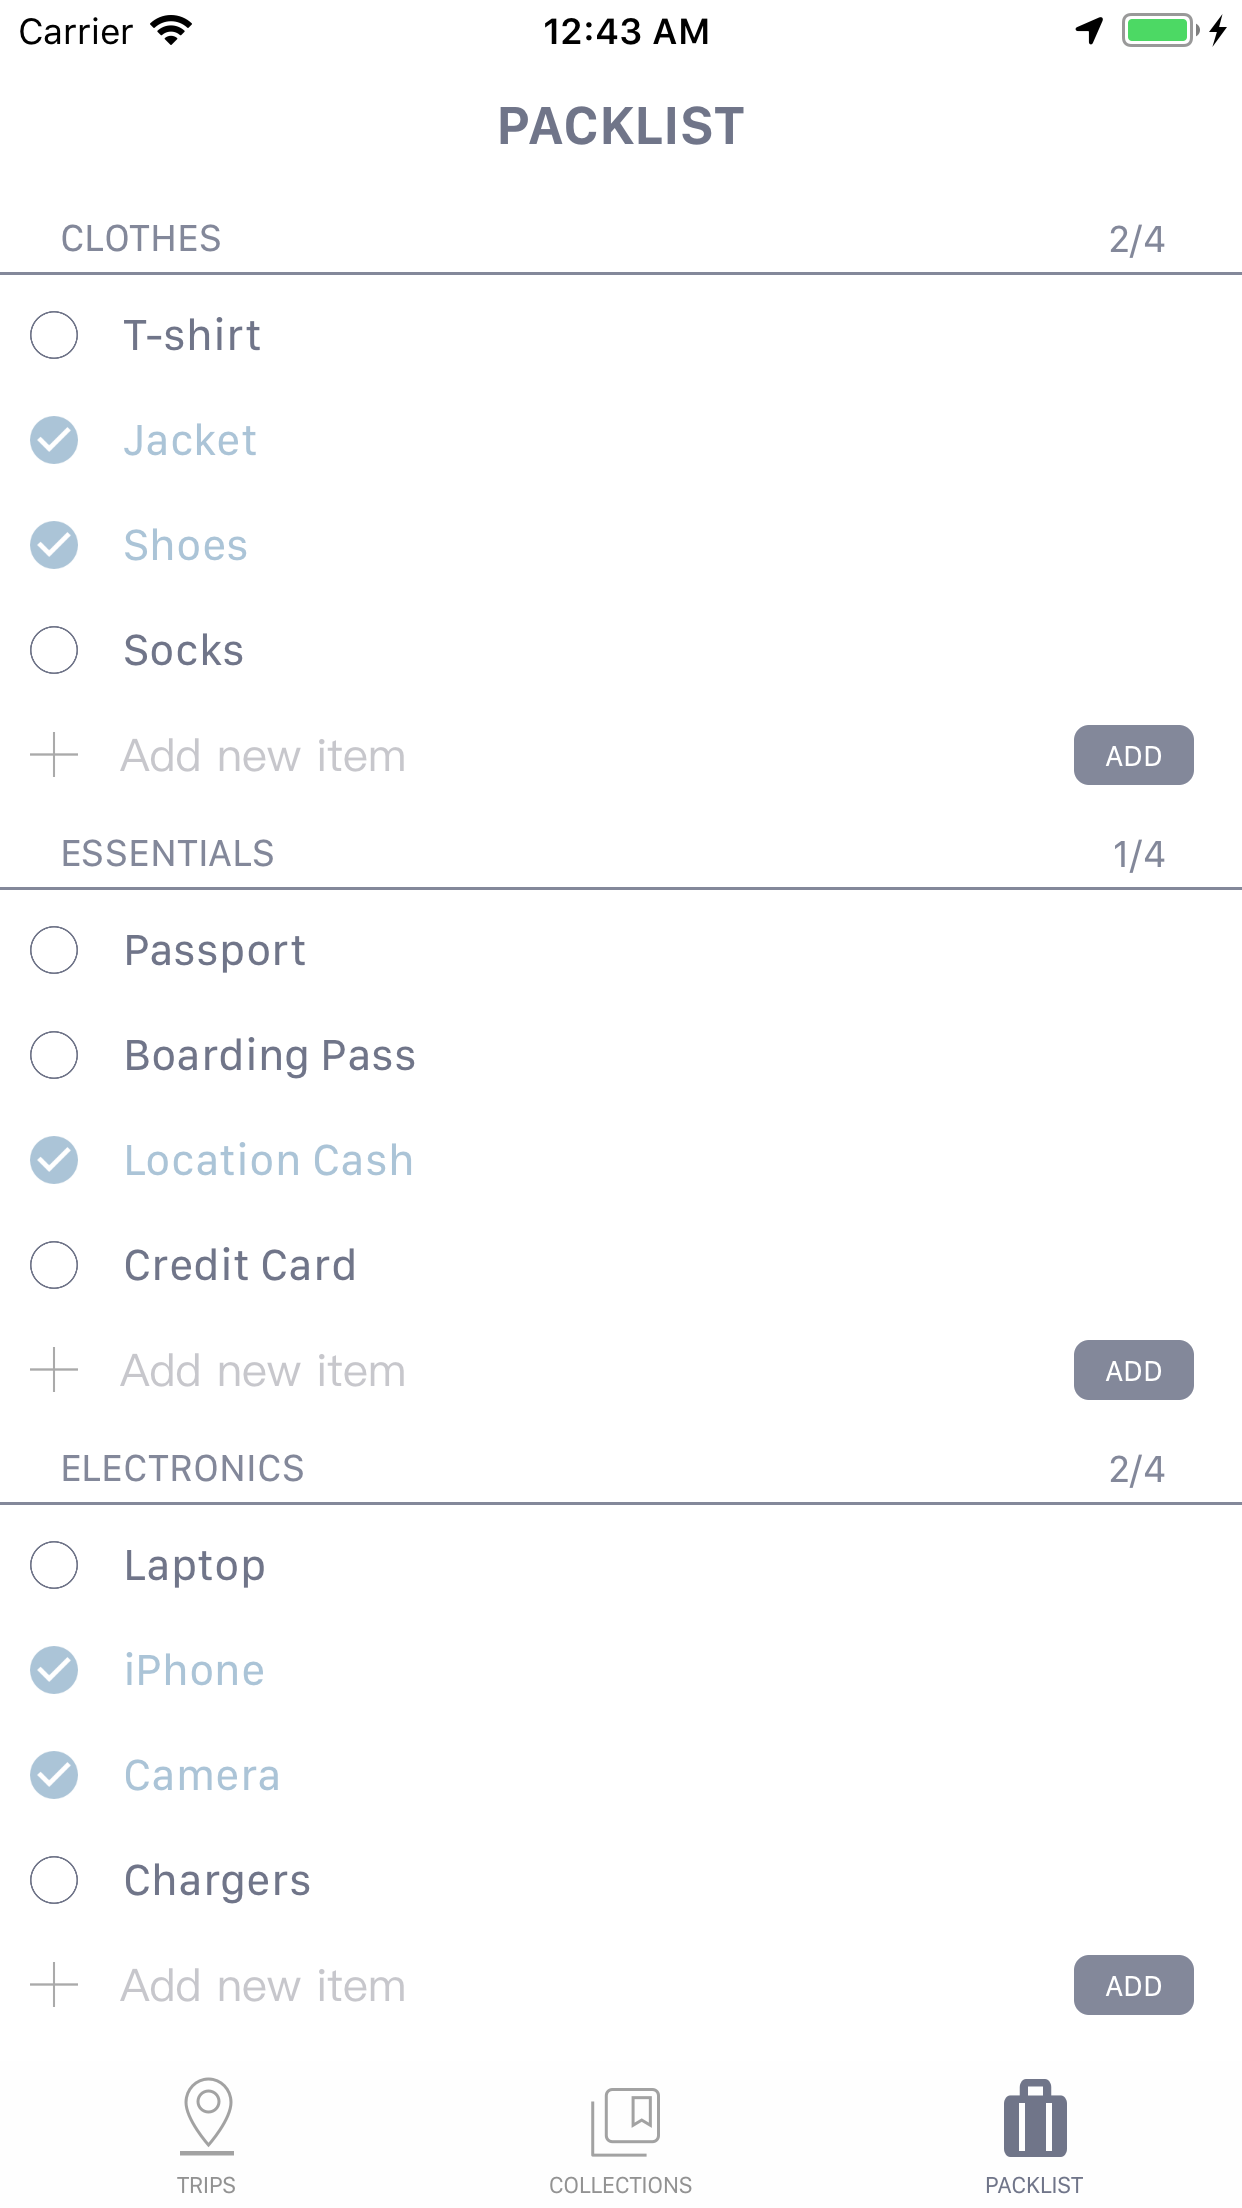 Carrier 12:43 AM
PACKLIST
CLOTHES 2/4
T-shirt
Jacket
Shoes
Socks
Add new item ADD
ESSENTIALS 1/4
Passport
Boarding Pass
Location Cash
Credit Card
Add new item ADD
ELECTRONICS 2/4
Laptop
iPhone
Camera
Chargers
Add new item ADD
TRIPS COLLECTIONS PACKLIST